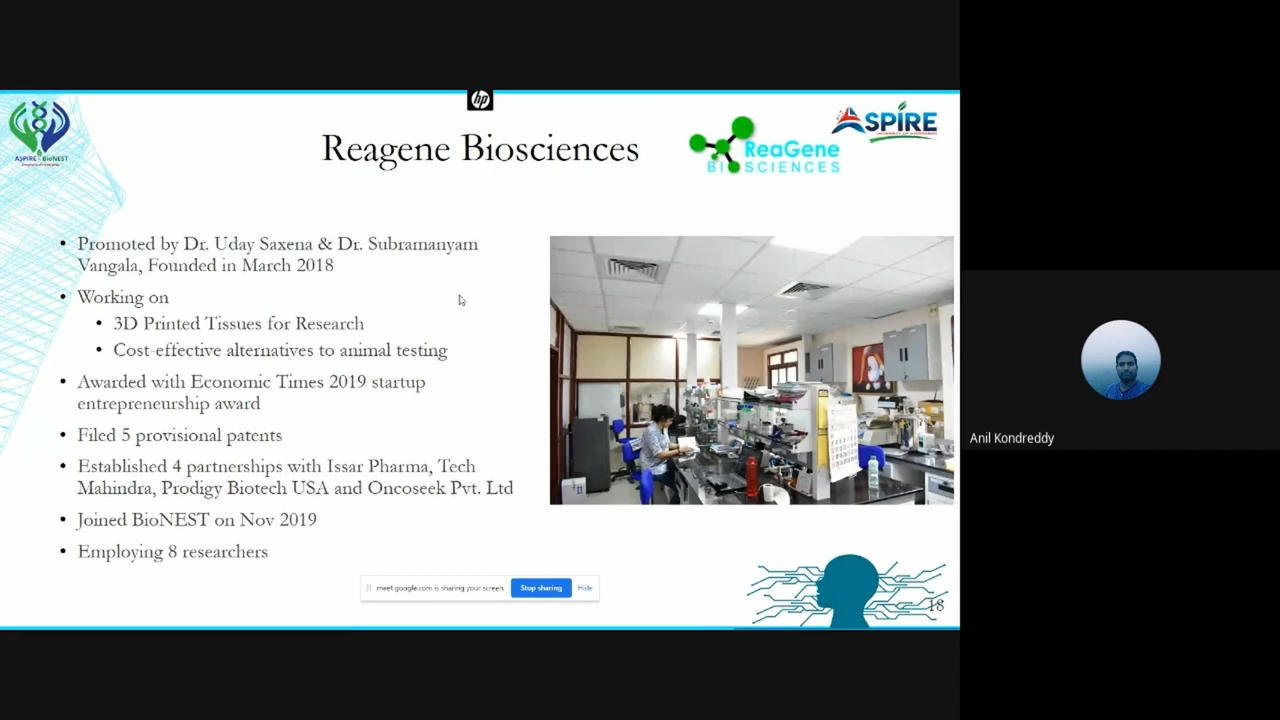 hp
ASPIRE - BioNEST
Reagene Biosciences
ReaGene
BIOSCIENCES
ASPIRE
• Promoted by Dr. Uday Saxena & Dr. Subramanyam
Vangala, Founded in March 2018
• Working on
• 3D Printed Tissues for Research
• Cost-effective alternatives to animal testing
• Awarded with Economic Times 2019 startup
entrepreneurship award
• Filed 5 provisional patents
• Established 4 partnerships with Issar Pharma, Tech
Mahindra, Prodigy Biotech USA and Oncoseek Pvt. Ltd
• Joined BioNEST on Nov 2019
• Employing 8 researchers
meet.google.com is sharing your screen. Stop sharing Hide
18
Anil Kondreddy